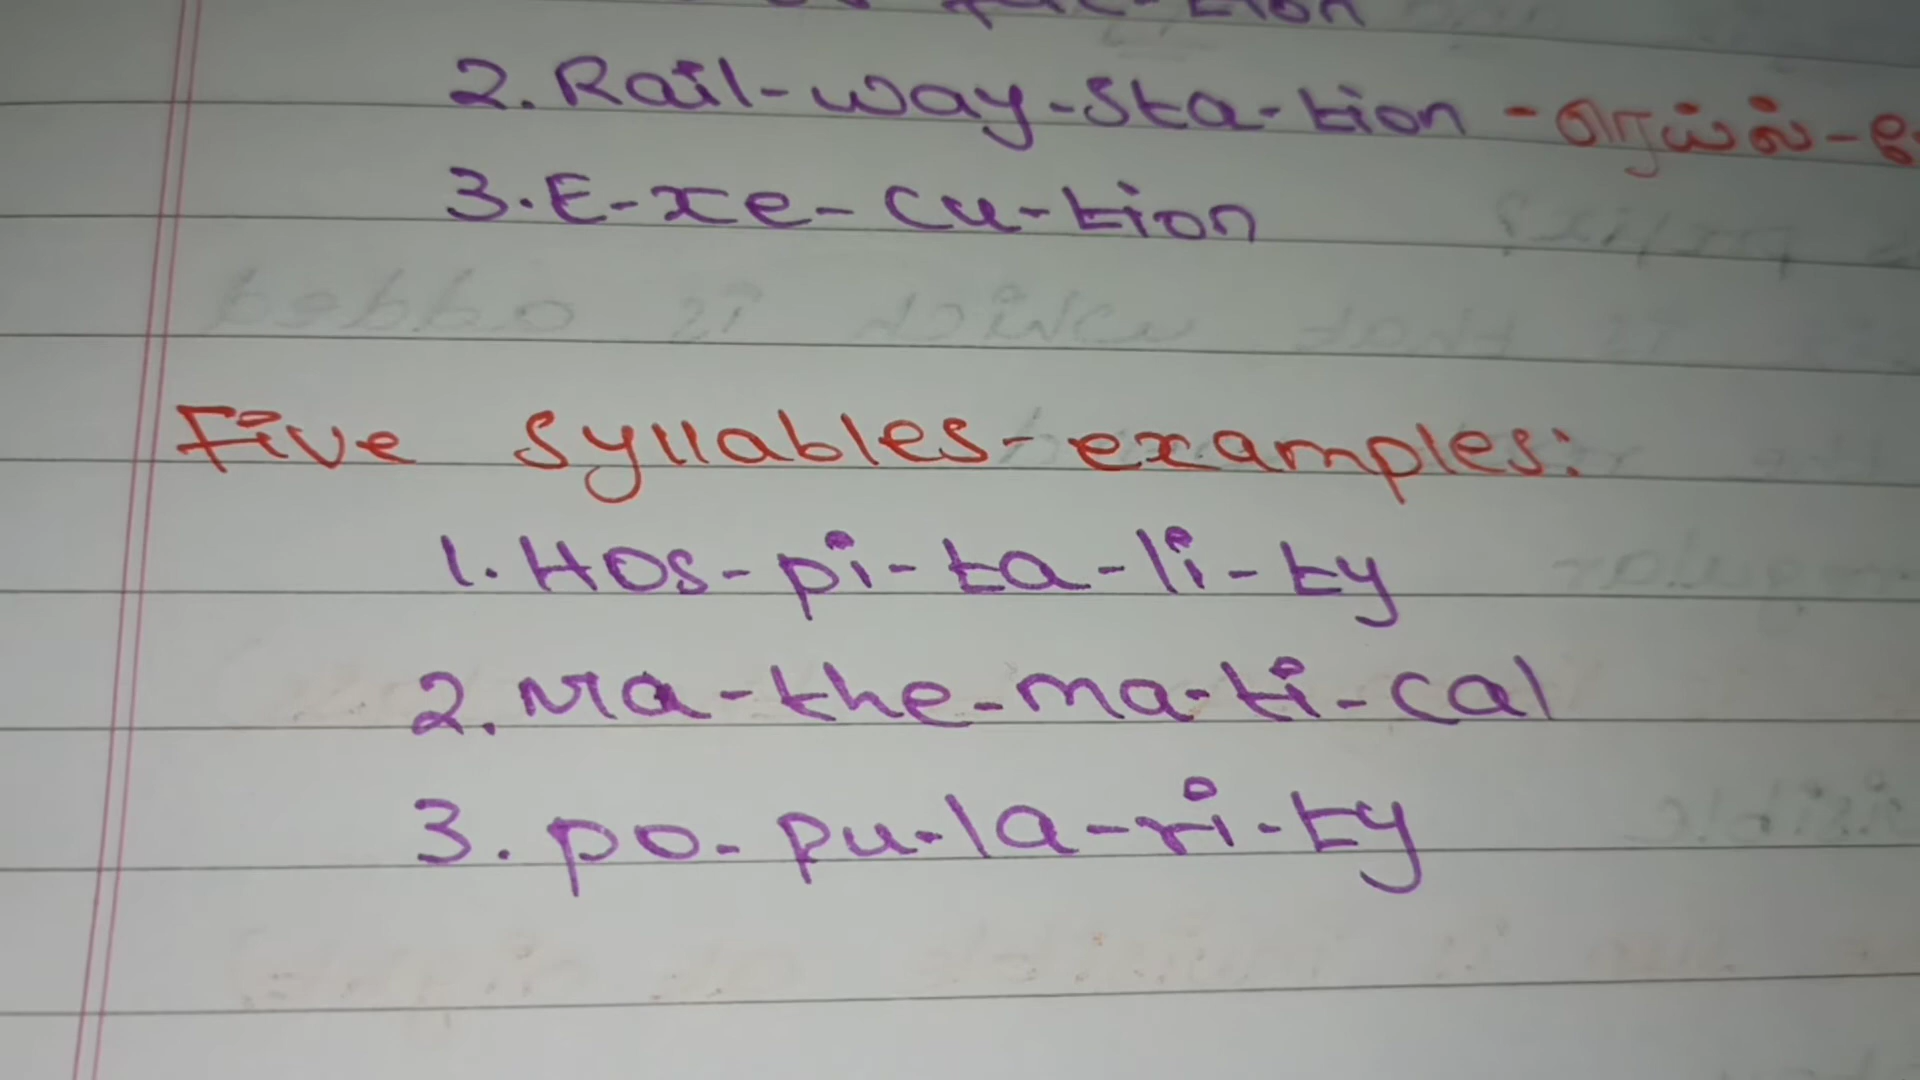 2. Rail-way-Sta-tion -
3. E-xe-cu-tion
Five syllables-examples:
1. Hos-pi-ta-li-ty
2. Ma-the-ma-ti-cal
3. po-pu-la-ri-ty